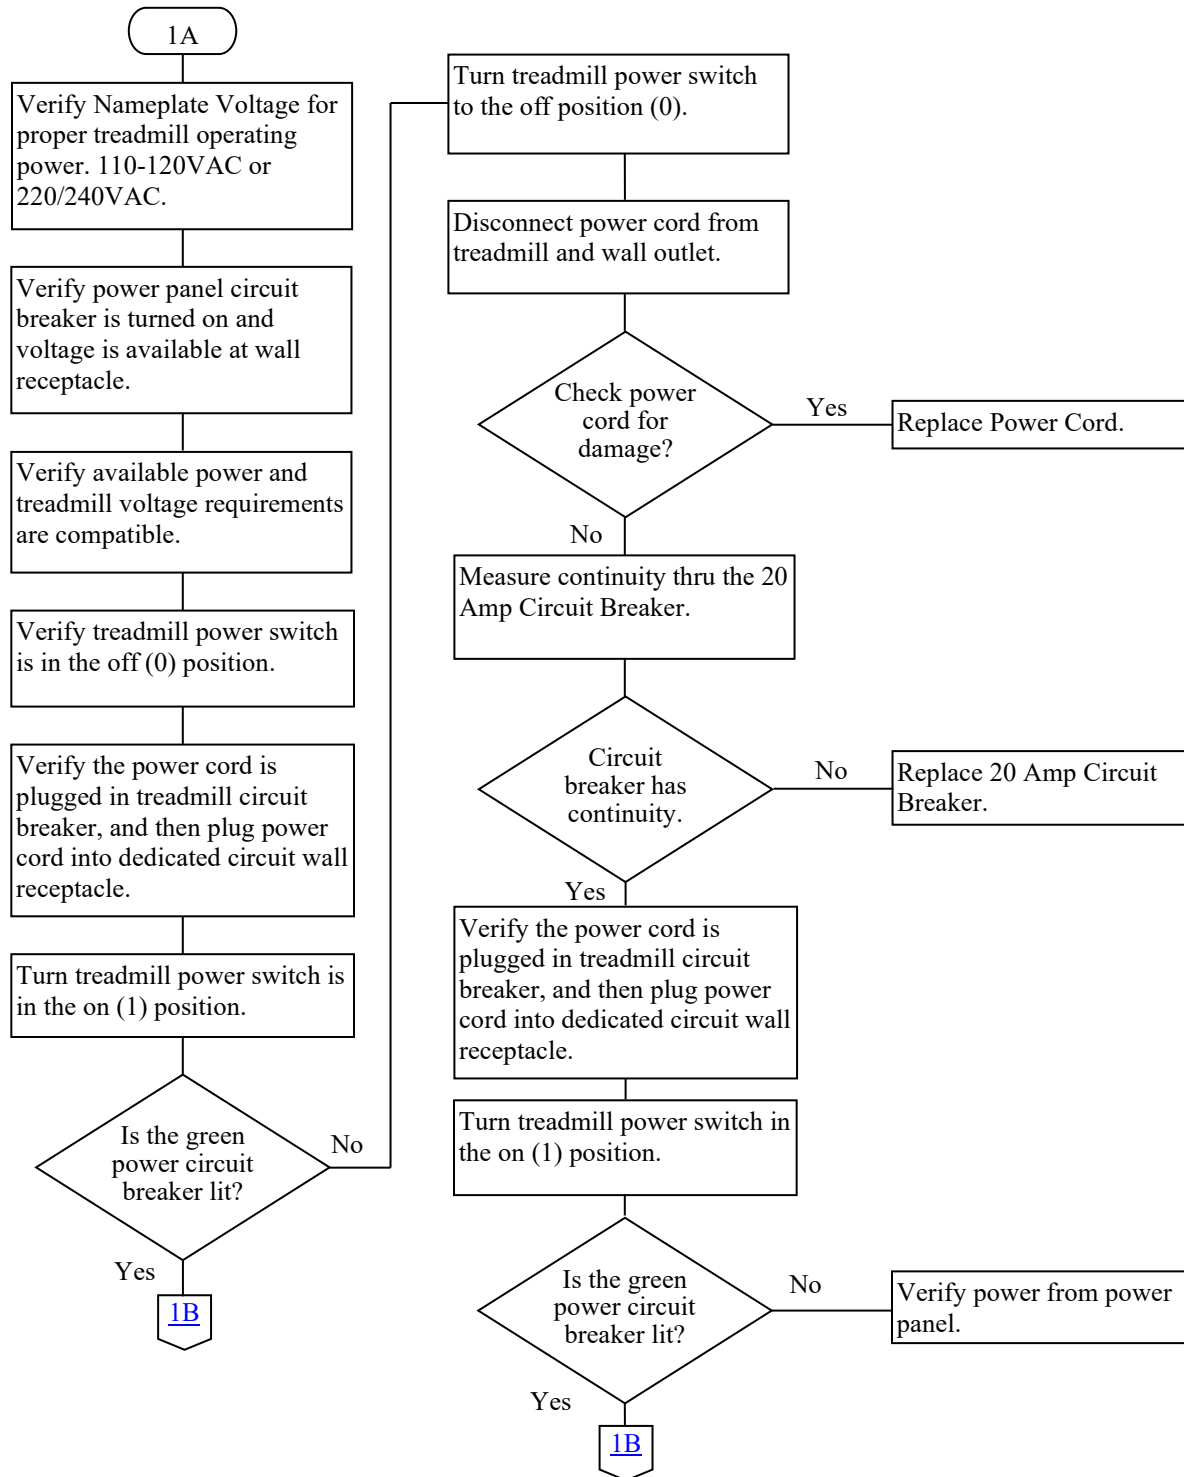 1A
Verify Nameplate Voltage for
proper treadmill operating
power. 110-120VAC or
220/240VAC.
Verify power panel circuit
breaker is turned on and
voltage is available at wall
receptacle.
Verify available power and
treadmill voltage requirements
are compatible.
Verify treadmill power switch
is in the off (0) position.
Verify the power cord is
plugged in treadmill circuit
breaker, and then plug power
cord into dedicated circuit wall
receptacle.
Turn treadmill power switch is
in the on (1) position.
Is the green
power circuit
breaker lit?
No
Yes
1B
Turn treadmill power switch
to the off position (0).
Disconnect power cord from
treadmill and wall outlet.
Check power
cord for
damage?
Yes
Replace Power Cord.
No
Measure continuity thru the 20
Amp Circuit Breaker.
Circuit
breaker has
continuity.
No
Replace 20 Amp Circuit
Breaker.
Yes
Verify the power cord is
plugged in treadmill circuit
breaker, and then plug power
cord into dedicated circuit wall
receptacle.
Turn treadmill power switch in
the on (1) position.
Is the green
power circuit
breaker lit?
No
Verify power from power
panel.
Yes
1B